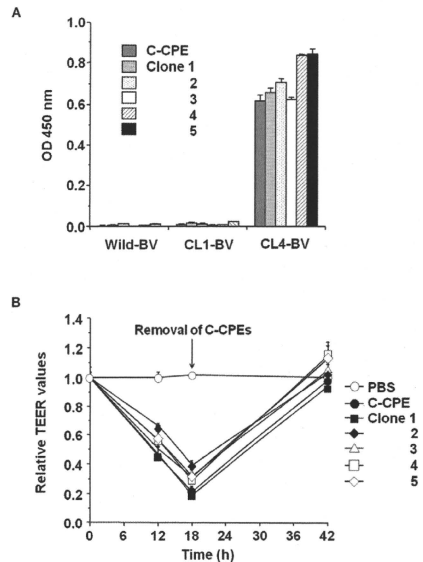 A
OD 450 nm
1.0
0.8
0.6
0.4
0.2
0.0
C-CPE
Clone 1
2
3
4
5
Wild-BV CL1-BV CL4-BV
B
Relative TEER values
1.4
1.2
1.0
0.8
0.6
0.4
0.2
0.0
Removal of C-CPEs
PBS
C-CPE
Clone 1
2
3
4
5
0 6 12 18 24 30 36 42
Time (h)